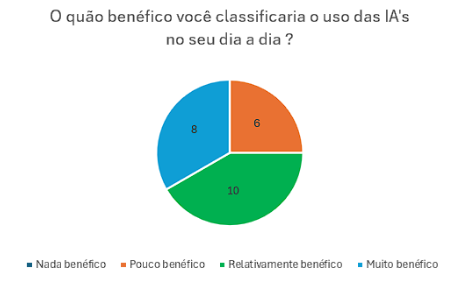 O quão benéfico você classificaria o uso das IA's
no seu dia a dia ?
8
6
10
Nada benéfico Pouco benéfico Relativamente benéfico Muito benéfico